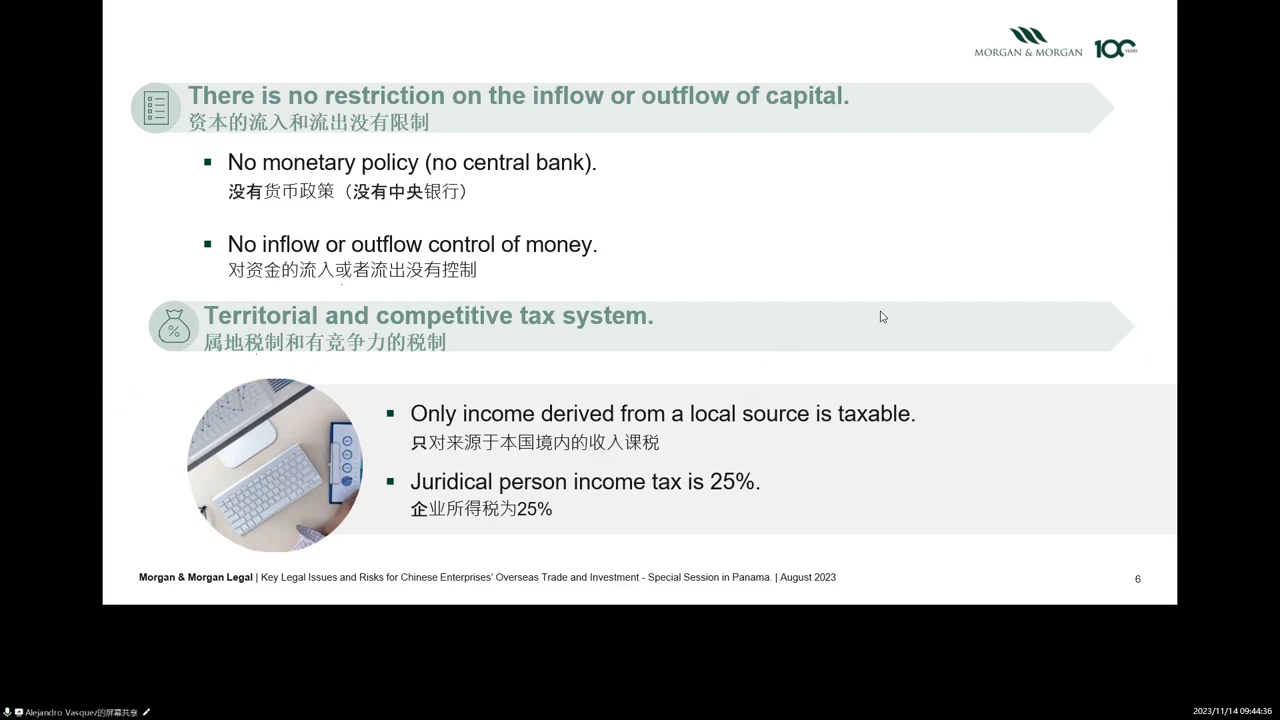 MORGAN & MORGAN
100 YEARS
There is no restriction on the inflow or outflow of capital.
资本的流入和流出没有限制
▪ No monetary policy (no central bank).
没有货币政策（没有中央银行）
▪ No inflow or outflow control of money.
对资金的流入或者流出没有控制
%
Territorial and competitive tax system.
属地税制和有竞争力的税制
▪ Only income derived from a local source is taxable.
只对来源于本国境内的收入课税
▪ Juridical person income tax is 25%.
企业所得税为25%
Morgan & Morgan Legal | Key Legal Issues and Risks for Chinese Enterprises' Overseas Trade and Investment - Special Session in Panama. | August 2023
6
Alejandro Vasquez的屏幕共享
2023/11/14 09:44:36